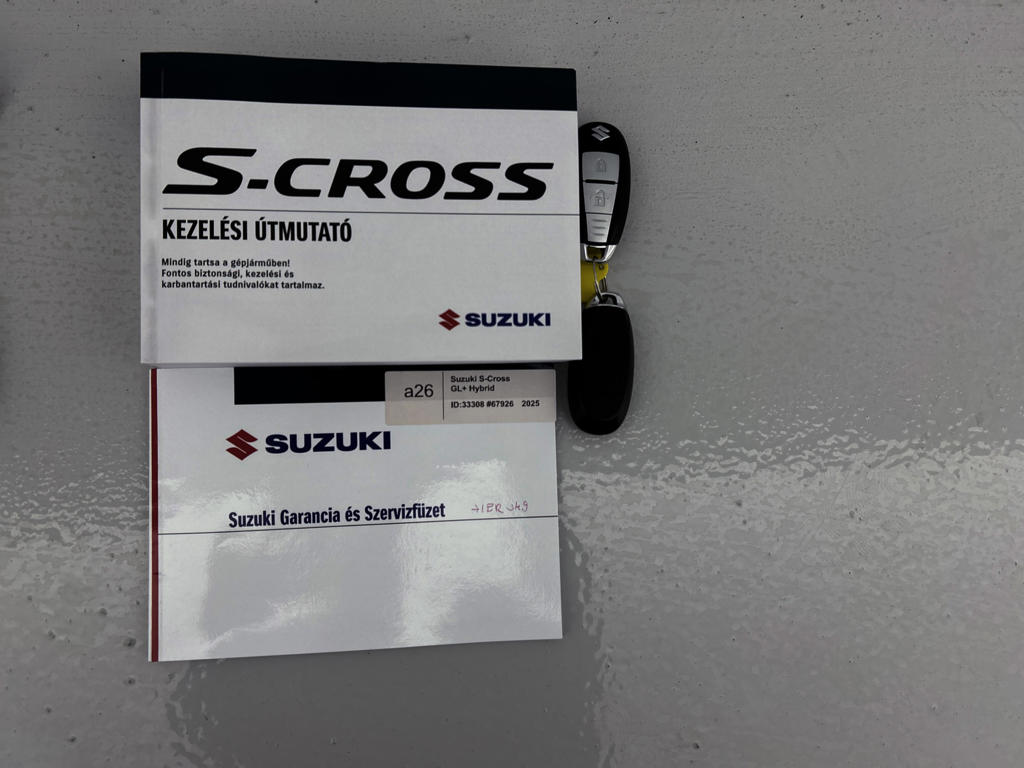 S-CROSS
KEZELÉSI ÚTMUTATÓ
Mindig tartsa a gépjárműben!
Fontos biztonsági, kezelési és
karbantartási tudnivalókat tartalmaz.
SUZUKI
a26
Suzuki S-Cross
GL+ Hybrid
ID:33308 #67926 2025
SUZUKI
Suzuki Garancia és Szervizfüzet